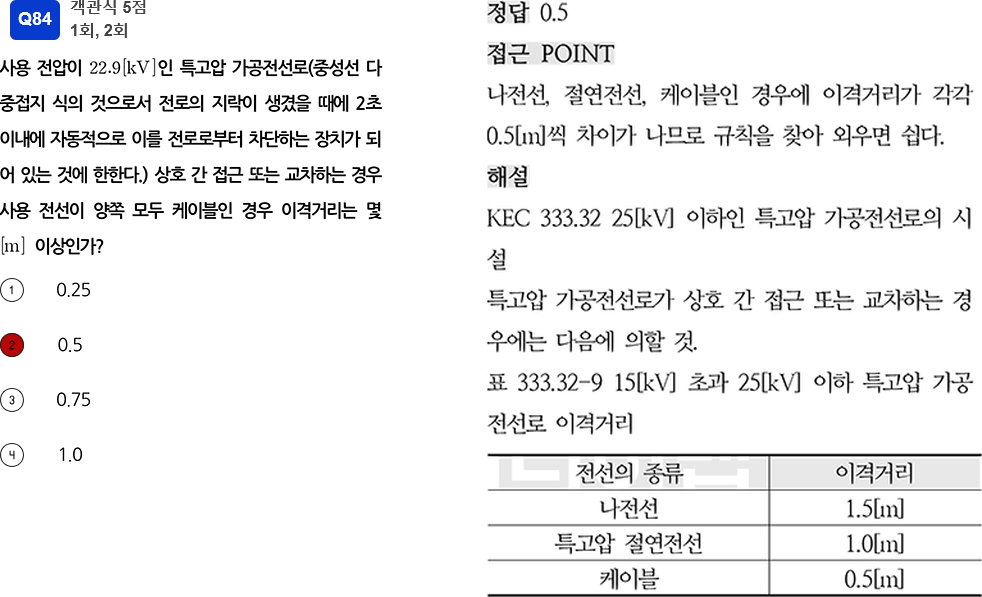 Q84
객관식 5점
1회, 2회
사용 전압이 22.9[kV]인 특고압 가공전선로(중성선 다
중접지 식의 것으로서 전로의 지락이 생겼을 때에 2초
이내에 자동적으로 이를 전로로부터 차단하는 장치가 되
어 있는 것에 한한다.) 상호 간 접근 또는 교차하는 경우
사용 전선이 양쪽 모두 케이블인 경우 이격거리는 몇
[m] 이상인가?
1 0.25
2 0.5
3 0.75
4 1.0
정답 0.5
접근 POINT
나전선, 절연전선, 케이블인 경우에 이격거리가 각각
0.5[m]씩 차이가 나므로 규칙을 찾아 외우면 쉽다.
해설
KEC 333.32 25[kV] 이하인 특고압 가공전선로의 시
설
특고압 가공전선로가 상호 간 접근 또는 교차하는 경
우에는 다음에 의할 것.
표 333.32-9 15[kV] 초과 25[kV] 이하 특고압 가공
전선로 이격거리
전선의 종류 이격거리
나전선 1.5[m]
특고압 절연전선 1.0[m]
케이블 0.5[m]